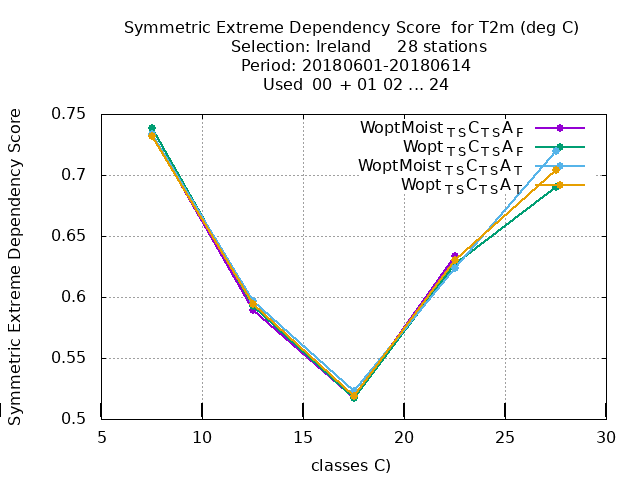 Symmetric Extreme Dependency Score for T2m (deg C)
Selection: Ireland 28 stations
Period: 20180601-20180614
Used 00 + 01 02 ... 24
Symmetric Extreme Dependency Score
0.75
0.7
0.65
0.6
0.55
0.5
WoptMoist TS C TS A F
Wopt TS C TS A F
WoptMoist TS C TS A T
Wopt TS C TS A T
5 10 15 20 25 30
classes C)